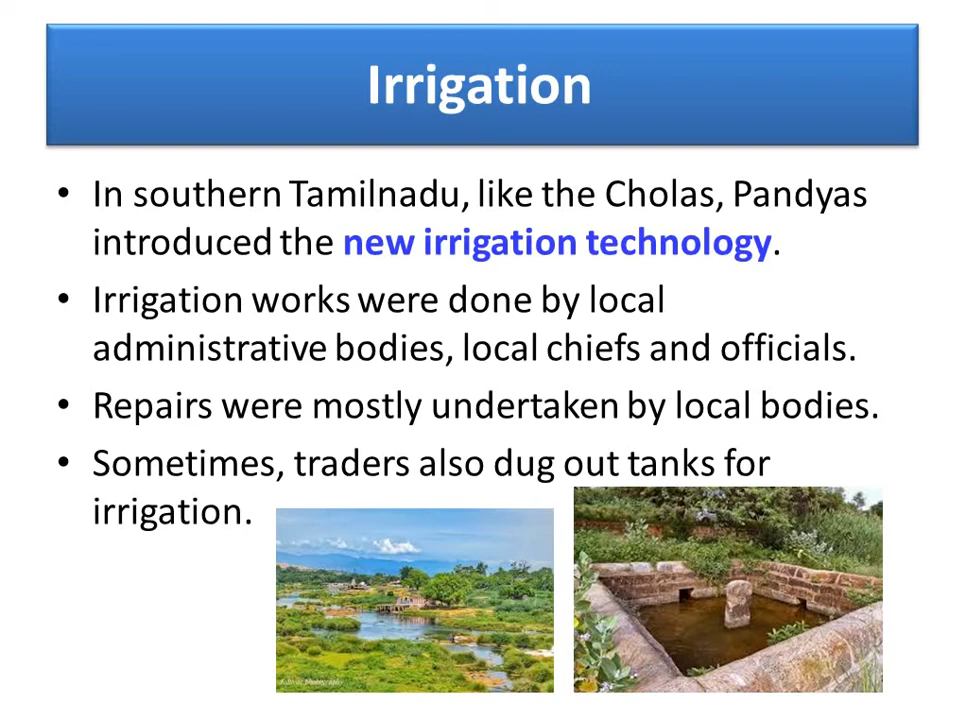 Irrigation
• In southern Tamilnadu, like the Cholas, Pandyas
introduced the new irrigation technology.
• Irrigation works were done by local
administrative bodies, local chiefs and officials.
• Repairs were mostly undertaken by local bodies.
• Sometimes, traders also dug out tanks for
irrigation.